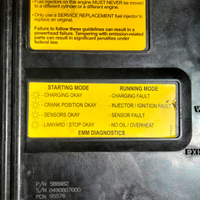 • Fuel injectors on this engine MUST NEVER be moved
to a different cylinder or a different engine.
• Only use a SERVICE REPLACEMENT fuel injector to
replace an original.
Failure to follow these guidelines can result in a
powerhead failure. Tampering with emission-related
parts can result in significant penalties under
federal law.
STARTING MODE
CHARGING OKAY
CRANK POSITION OKAY
SENSORS OKAY
LANYARD / STOP OKAY
RUNNING MODE
CHARGING FAULT
INJECTOR / IGNITION FAULT
SENSOR FAULT
NO OIL / OVERHEAT
EMM DIAGNOSTICS
P/N
S/N
PCN